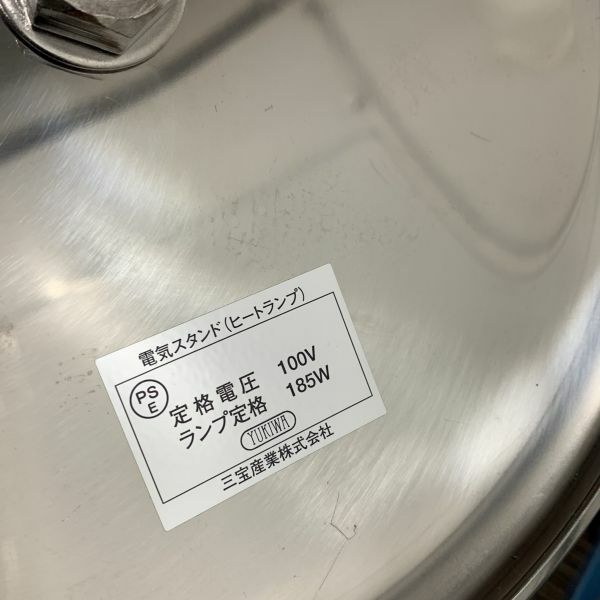 電気スタンド(ヒートランプ)
PS
E
定格電圧 100V
ランプ定格 185W
YUKIWA
三宝産業株式会社